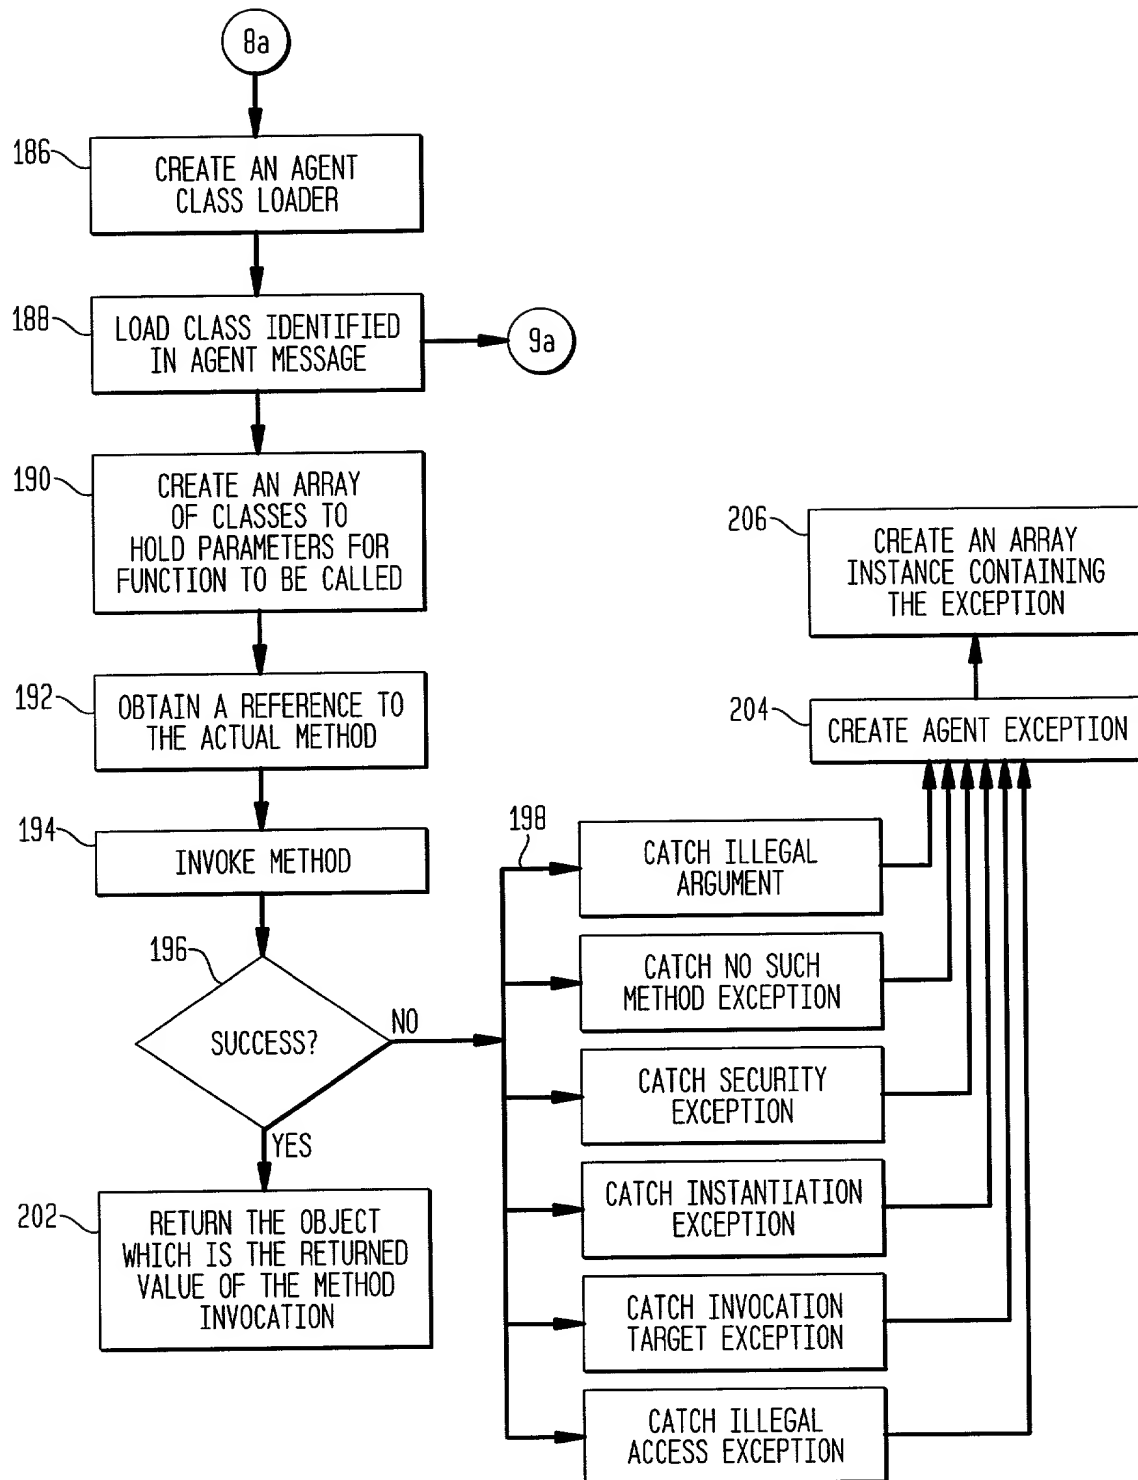 8a
186
CREATE AN AGENT
CLASS LOADER
188
LOAD CLASS IDENTIFIED
IN AGENT MESSAGE
9a
190
CREATE AN ARRAY
OF CLASSES TO
HOLD PARAMETERS FOR
FUNCTION TO BE CALLED
192
OBTAIN A REFERENCE TO
THE ACTUAL METHOD
194
INVOKE METHOD
196
SUCCESS?
NO
YES
202
RETURN THE OBJECT
WHICH IS THE RETURNED
VALUE OF THE METHOD
INVOCATION
198
CATCH ILLEGAL
ARGUMENT
CATCH NO SUCH
METHOD EXCEPTION
CATCH SECURITY
EXCEPTION
CATCH INSTANTIATION
EXCEPTION
CATCH INVOCATION
TARGET EXCEPTION
CATCH ILLEGAL
ACCESS EXCEPTION
204
CREATE AGENT EXCEPTION
206
CREATE AN ARRAY
INSTANCE CONTAINING
THE EXCEPTION